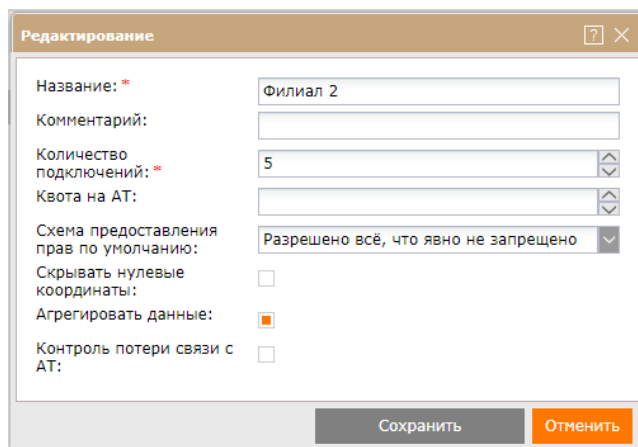 Редактирование
Название: *
Филиал 2
Комментарий:
Количество
подключений: *
5
Квота на АТ:
Схема предоставления
прав по умолчанию:
Разрешено всё, что явно не запрещено
Скрывать нулевые
координаты:
Агрегировать данные:
Контроль потери связи с
АТ:
Сохранить
Отменить